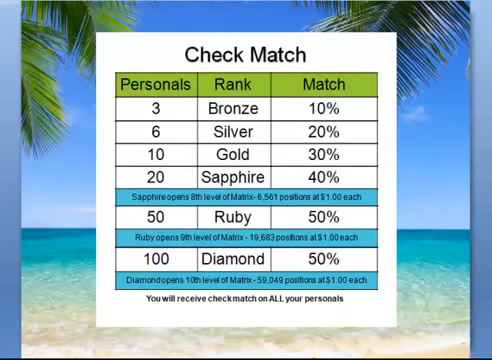 Check Match
Personals Rank Match
3 Bronze 10%
6 Silver 20%
10 Gold 30%
20 Sapphire 40%
Sapphire opens 8th level of Matrix- 6,561 positions at $1.00 each
50 Ruby 50%
Ruby opens 9th level of Matrix - 19,683 positions at $1.00 each
100 Diamond 50%
Diamond opens 10th level of Matrix - 59,049 positions at $1.00 each
You will receive check match on ALL your personals